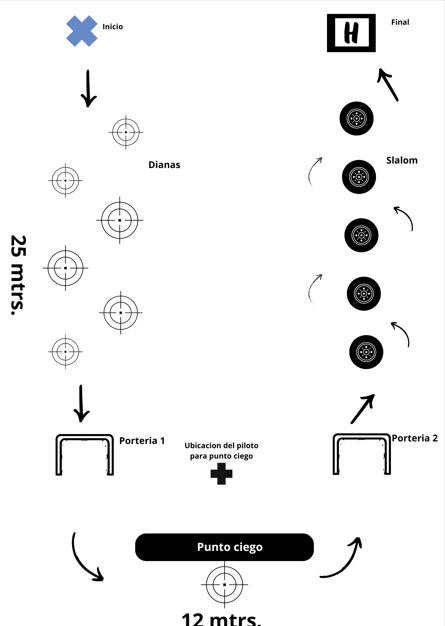 Inicio
Final
H
Dianas
Slalom
25 mtrs.
Porteria 1
Ubicacion del piloto
para punto ciego
Porteria 2
Punto ciego
12 mtrs.